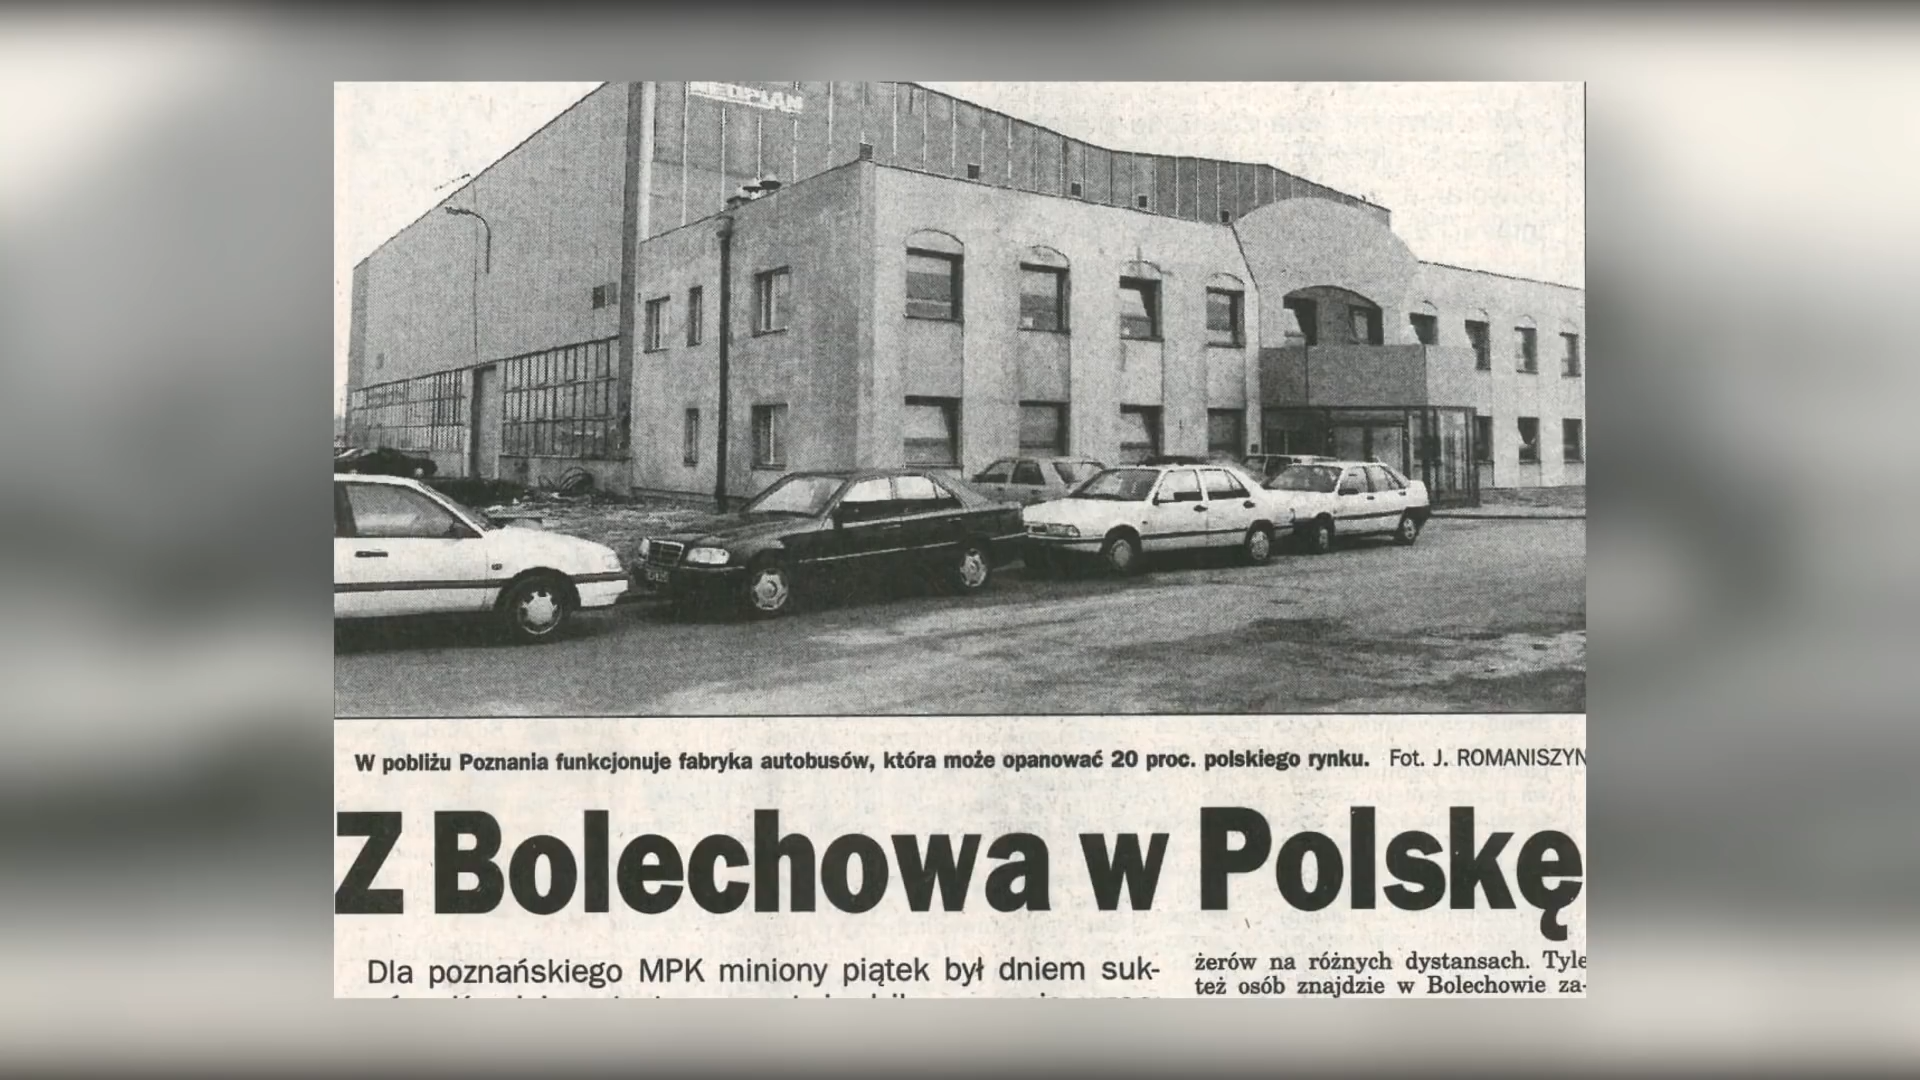 NEOPLAN
W pobliżu Poznania funkcjonuje fabryka autobusów, która może opanować 20 proc. polskiego rynku. Fot. J. ROMANISZYN
Z Bolechowa w Polskę
Dla poznańskiego MPK miniony piątek był dniem suk-
żerów na różnych dystansach. Tyle
też osób znajdzie w Bolechowie za-